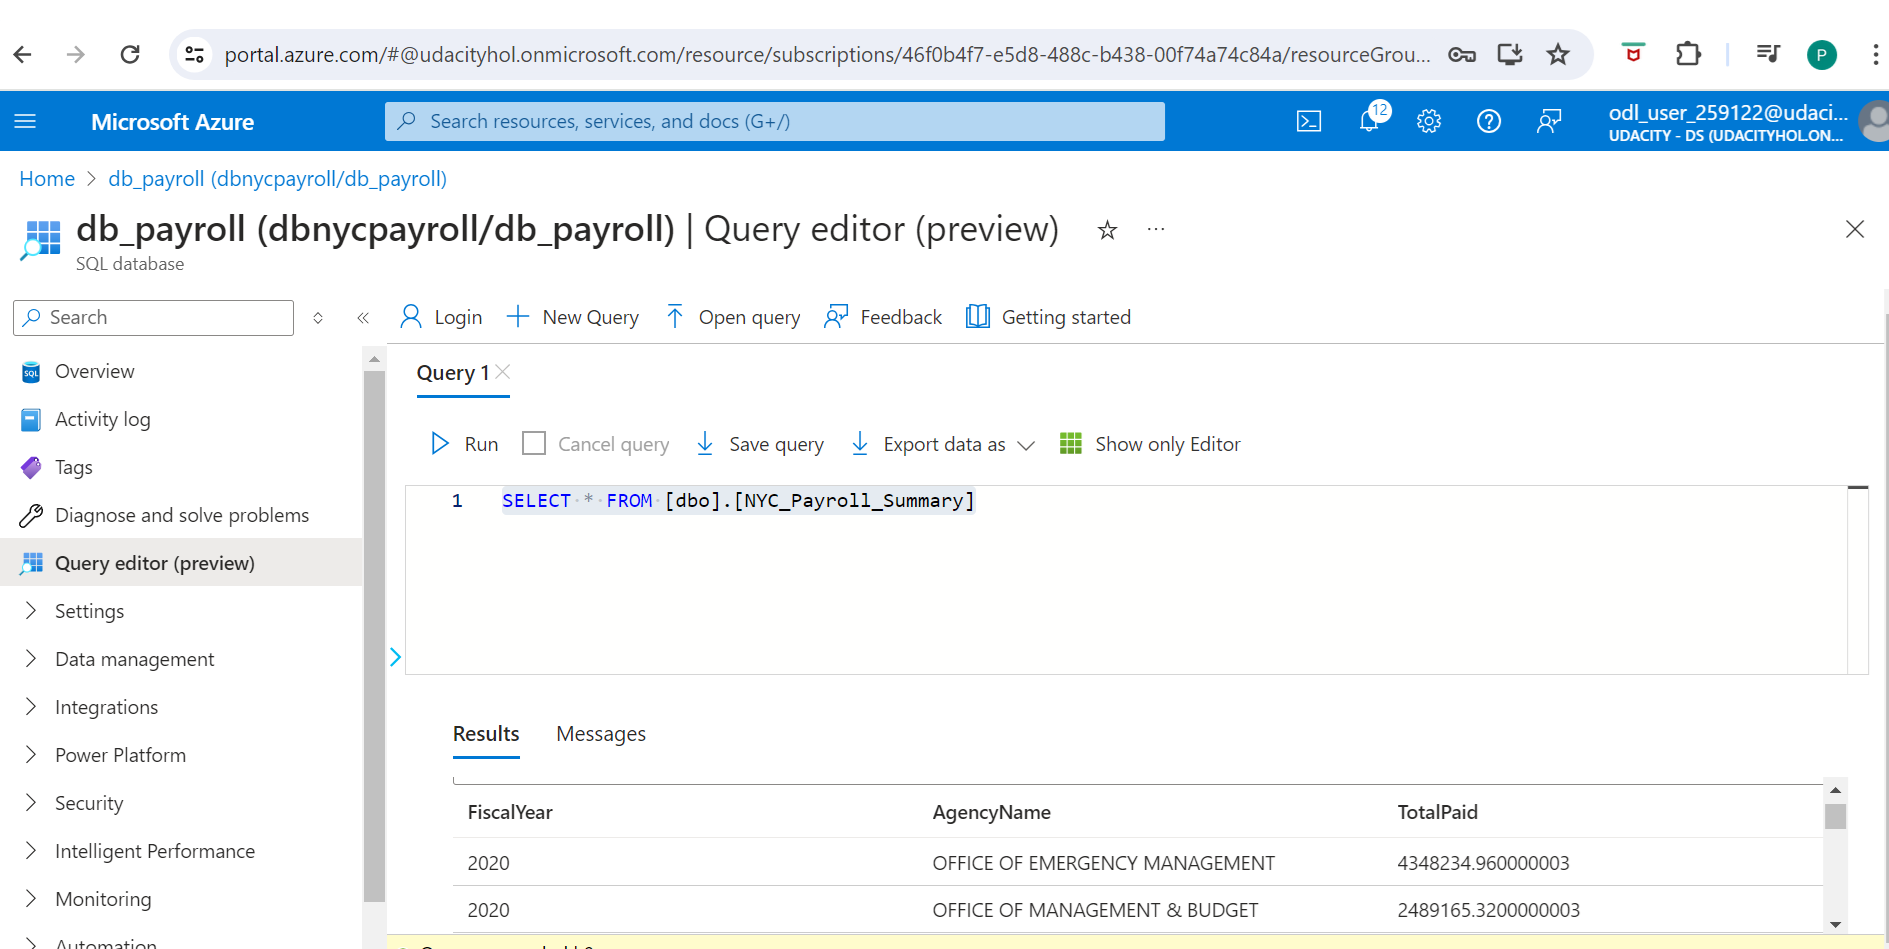 portal.azure.com/#@udacityhol.onmicrosoft.com/resource/subscriptions/46f0b4f7-e5d8-488c-b438-00f74a74c84a/resourceGrou...
P
Microsoft Azure
Search resources, services, and docs (G+/)
12
odl_user_259122@udaci...
UDACITY - DS (UDACITYHOL.ON...
Home > db_payroll (dbnycpayroll/db_payroll)
db_payroll (dbnycpayroll/db_payroll) | Query editor (preview)
SQL database
Search
Login
New Query
Open query
Feedback
Getting started
SQL
Overview
Activity log
Tags
Diagnose and solve problems
Query editor (preview)
Settings
Data management
Integrations
Power Platform
Security
Intelligent Performance
Monitoring
Automation
Query 1
Run
Cancel query
Save query
Export data as
Show only Editor
1 SELECT * FROM [dbo].[NYC_Payroll_Summary]
Results Messages
FiscalYear AgencyName TotalPaid
2020 OFFICE OF EMERGENCY MANAGEMENT 4348234.960000003
2020 OFFICE OF MANAGEMENT & BUDGET 2489165.3200000003